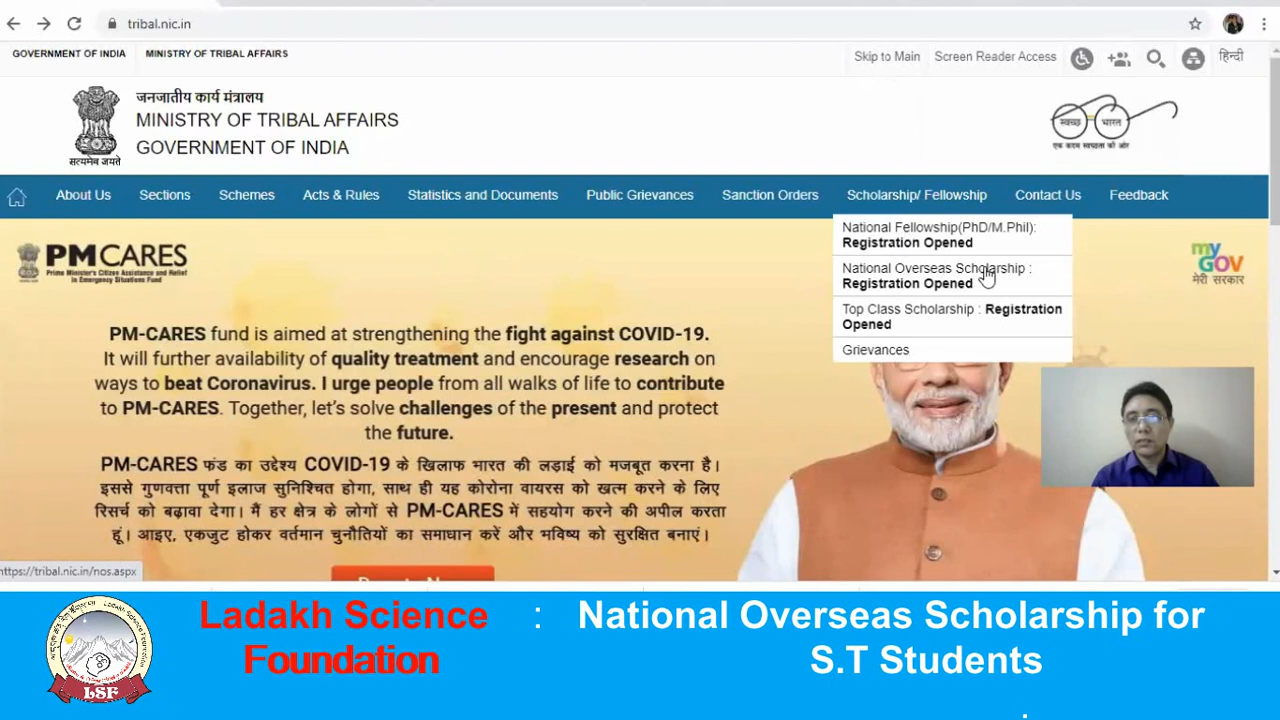 tribal.nic.in
GOVERNMENT OF INDIA
MINISTRY OF TRIBAL AFFAIRS
Skip to Main
Screen Reader Access
हिन्दी
जनजातीय कार्य मंत्रालय
MINISTRY OF TRIBAL AFFAIRS
GOVERNMENT OF INDIA
सत्यमेव जयते
स्वच्छ भारत
एक कदम स्वच्छता की ओर
About Us
Sections
Schemes
Acts & Rules
Statistics and Documents
Public Grievances
Sanction Orders
Scholarship/ Fellowship
Contact Us
Feedback
National Fellowship(PhD/M.Phil):
Registration Opened
National Overseas Scholarship :
Registration Opened
Top Class Scholarship : Registration
Opened
Grievances
PM CARES
Prime Minister's Citizen Assistance and Relief
in Emergency Situations Fund
my
GOV
मेरी सरकार
PM-CARES fund is aimed at strengthening the fight against COVID-19.
It will further availability of quality treatment and encourage research on
ways to beat Coronavirus. I urge people from all walks of life to contribute
to PM-CARES. Together, let's solve challenges of the present and protect
the future.
PM-CARES फंड का उद्देश्य COVID-19 के खिलाफ भारत की लड़ाई को मजबूत करना है।
इससे गुणवत्ता पूर्ण इलाज सुनिश्चित होगा, साथ ही यह कोरोना वायरस को खत्म करने के लिए
रिसर्च को बढ़ावा देगा। मैं हर क्षेत्र के लोगों से PM-CARES में सहयोग करने की अपील करता
हूं। आइए, एकजुट होकर वर्तमान चुनौतियों का समाधान करें और भविष्य को सुरक्षित बनाएं।
https://tribal.nic.in/nos.aspx
Ladakh Science
Foundation
:
National Overseas Scholarship for
S.T Students
.
LSF